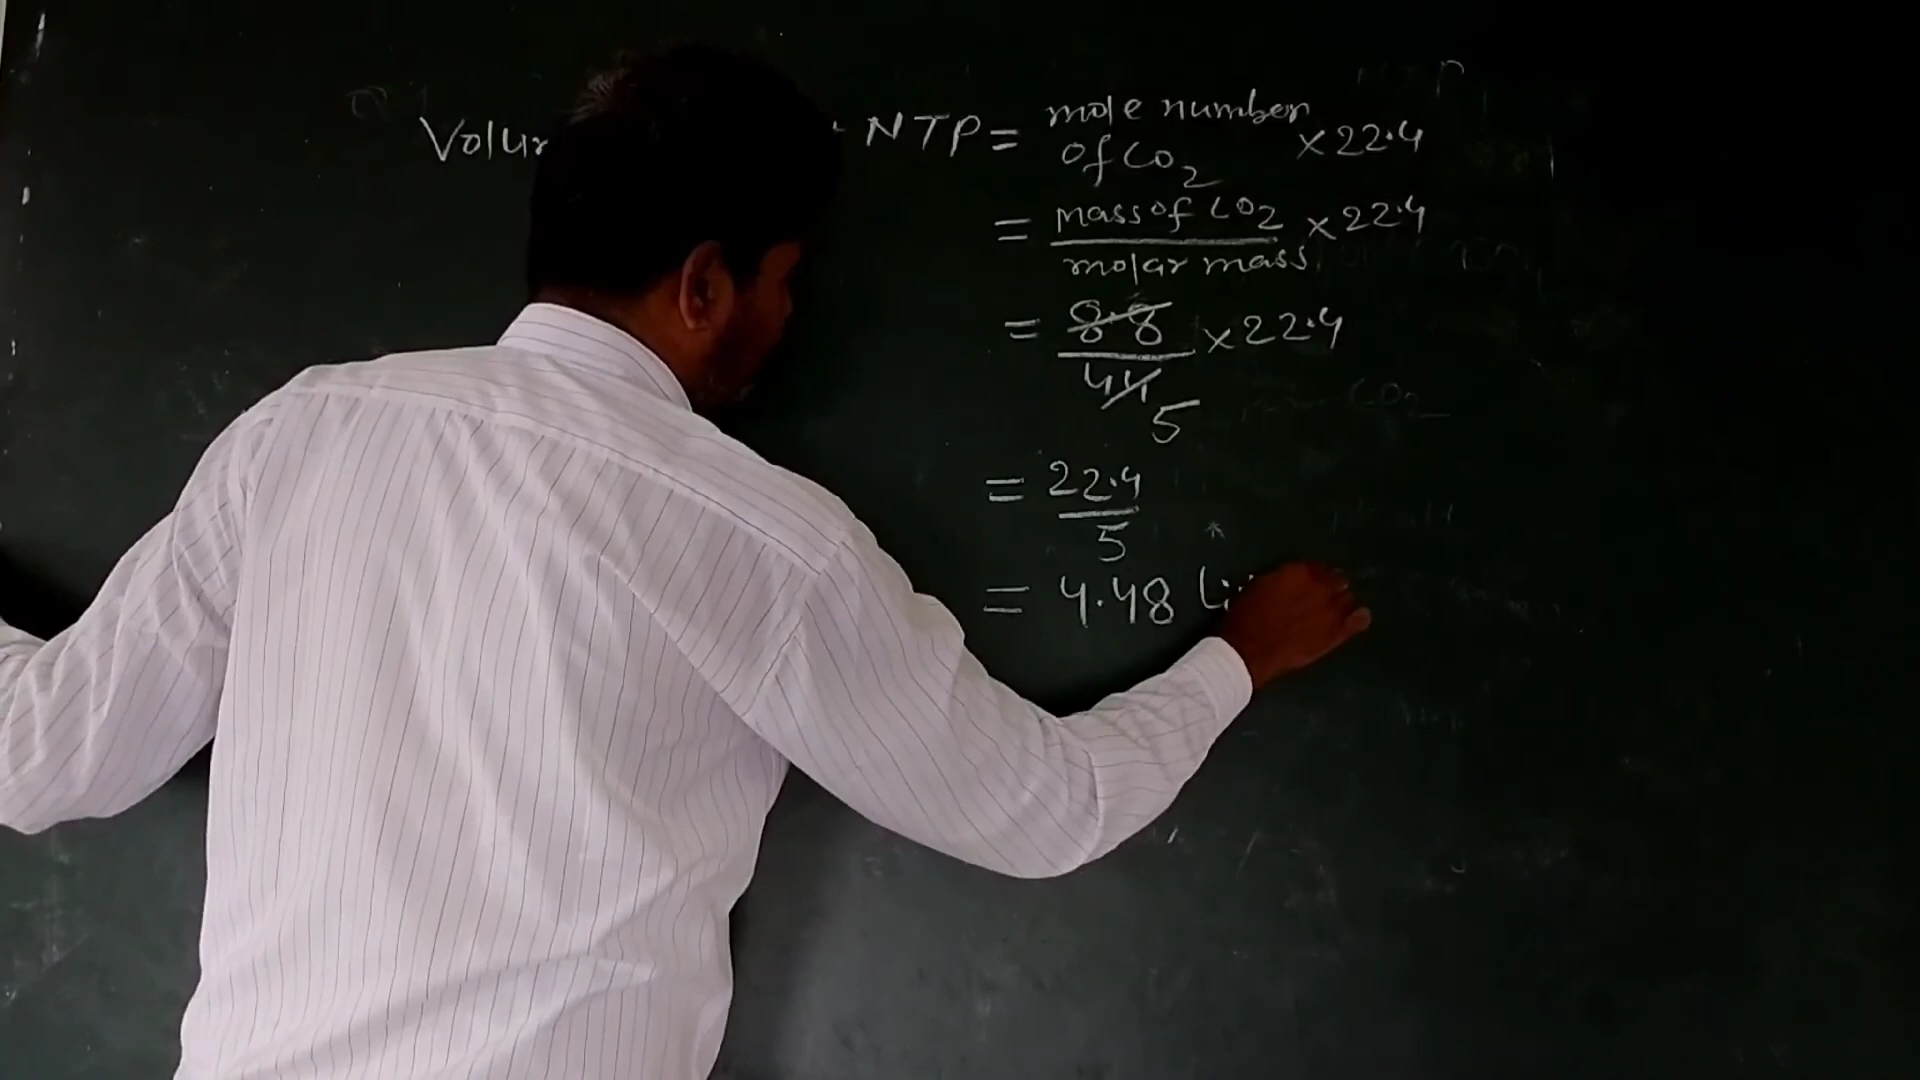 NTP = mole number
of CO2 × 22.4
= mass of CO2 × 22.4
molar mass
= 8.8 × 22.4
44
5
= 22.4
5
= 4.48